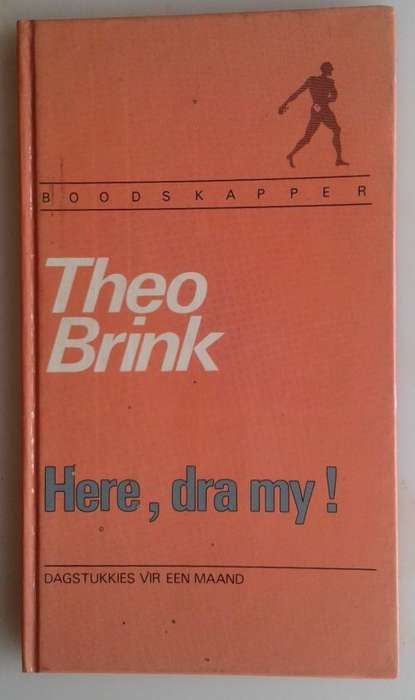 BOODSKAPPER
Theo
Brink
Here, dra my!
DAGSTUKKIES VIR EEN MAAND